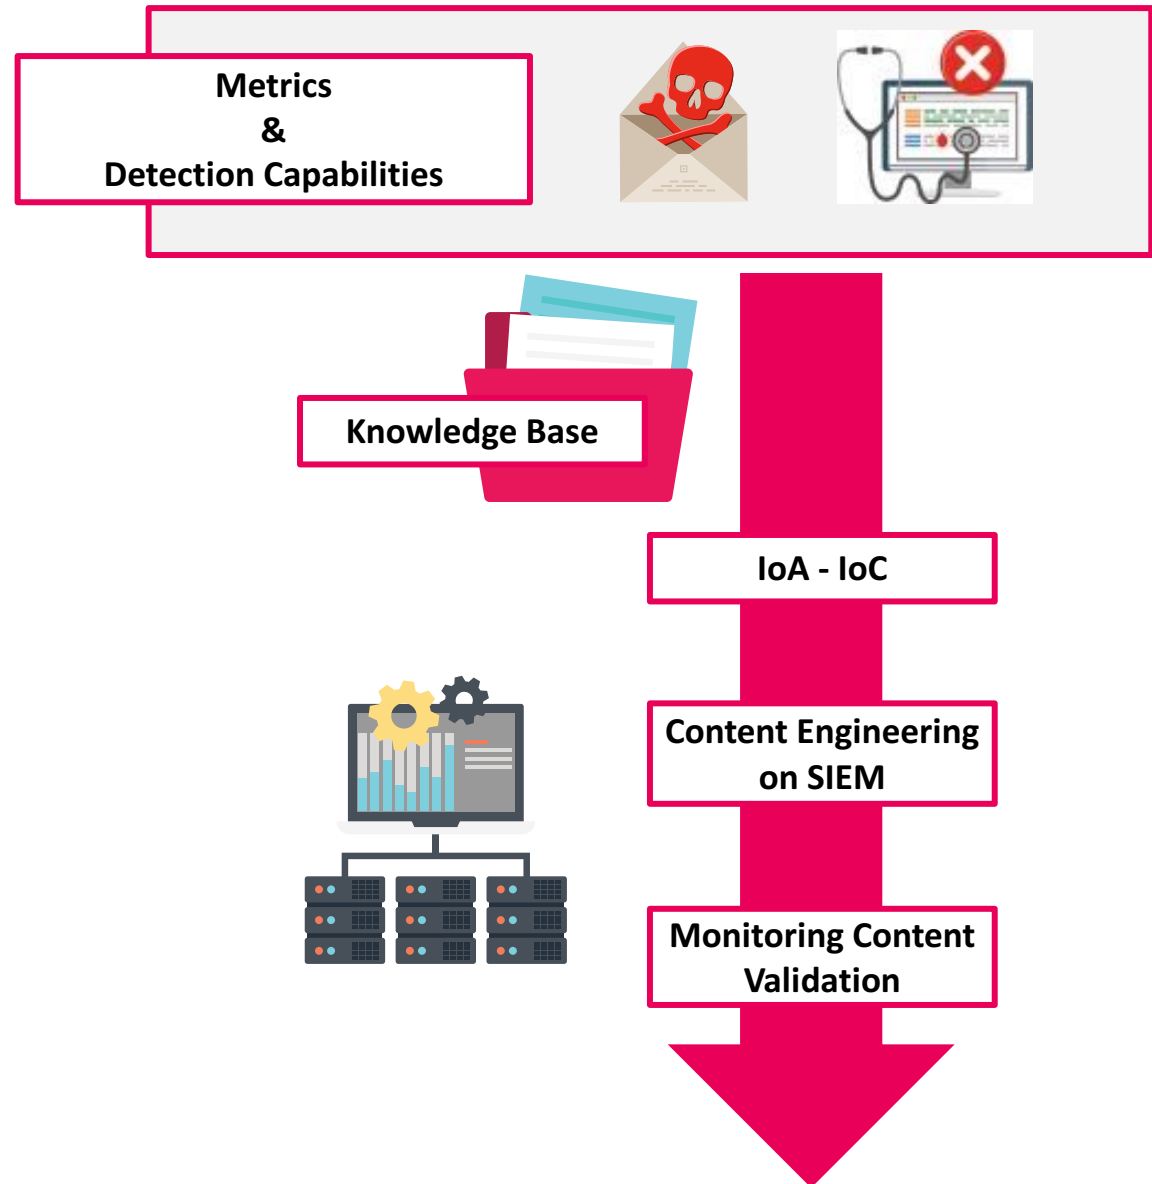 Metrics
&
Detection Capabilities
Knowledge Base
IoA - IoC
Content Engineering
on SIEM
Monitoring Content
Validation